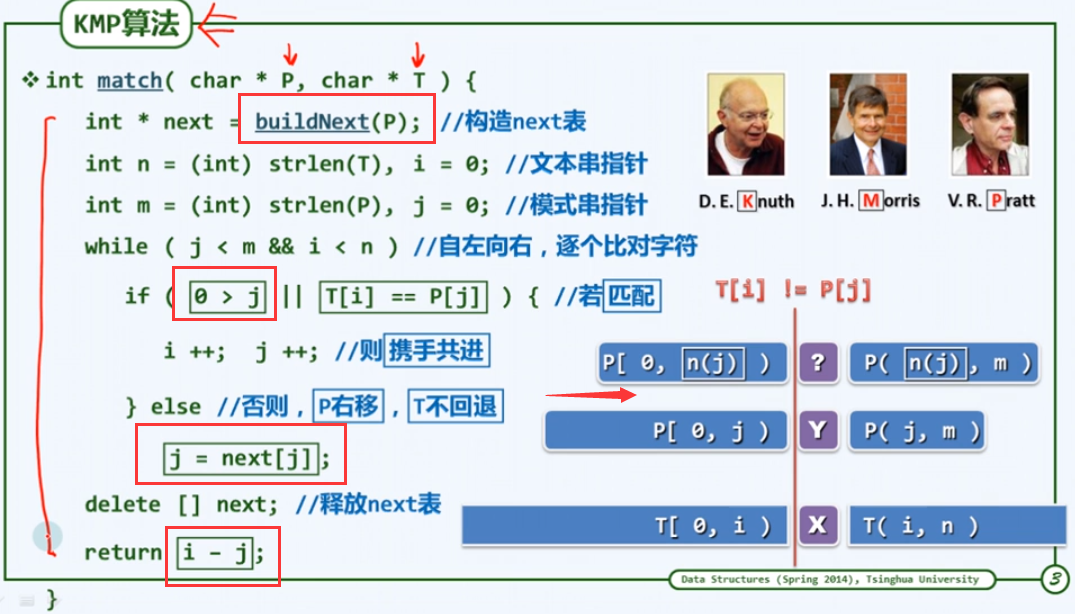 KMP算法
❖int match( char * P, char * T ) {
int * next = buildNext(P); //构造next表
int n = (int) strlen(T), i = 0; //文本串指针
int m = (int) strlen(P), j = 0; //模式串指针
D. E. Knuth J. H. Morris V. R. Pratt
while ( j < m && i < n ) //自左向右，逐个比对字符
if ( 0 > j || T[i] == P[j] ) { //若匹配
T[i] != P[j]
i ++; j ++; //则携手共进
P[ 0, n(j) ) ? P( n(j), m )
} else //否则，P右移，T不回退
P[ 0, j ) Y P( j, m )
j = next[j];
delete [] next; //释放next表
T[ 0, i ) X T( i, n )
return i - j;
Data Structures (Spring 2014), Tsinghua University
3
}